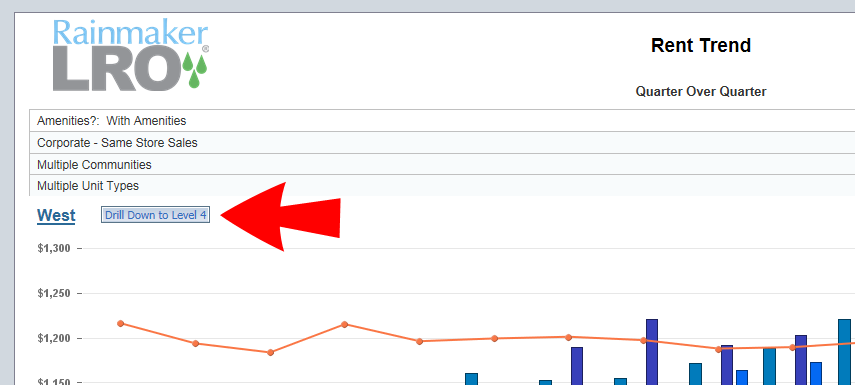 Rainmaker
LRO®
Rent Trend
Quarter Over Quarter
Amenities?: With Amenities
Corporate - Same Store Sales
Multiple Communities
Multiple Unit Types
West Drill Down to Level 4
$1,300
$1,250
$1,200
$1,150